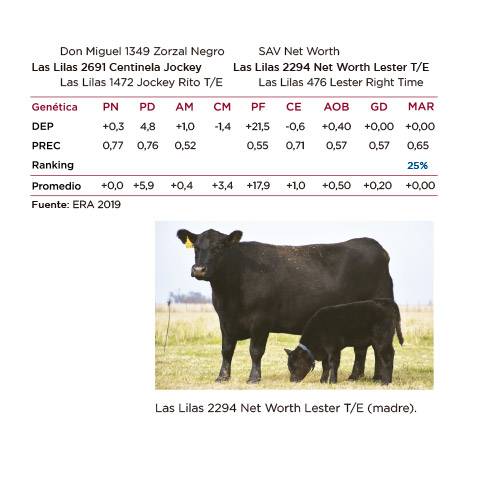 Don Miguel 1349 Zorzal Negro SAV Net Worth
Las Lilas 2691 Centinela Jockey Las Lilas 2294 Net Worth Lester T/E
Las Lilas 1472 Jockey Rito T/E Las Lilas 476 Lester Right Time
Genética PN PD AM CM PF CE AOB GD MAR
DEP +0,3 4,8 +1,0 -1,4 +21,5 -0,6 +0,40 +0,00 +0,00
PREC 0,77 0,76 0,52 0,55 0,71 0,57 0,57 0,65
Ranking 25%
Promedio +0,0 +5,9 +0,4 +3,4 +17,9 +1,0 +0,50 +0,20 +0,00
Fuente: ERA 2019
Las Lilas 2294 Net Worth Lester T/E (madre).